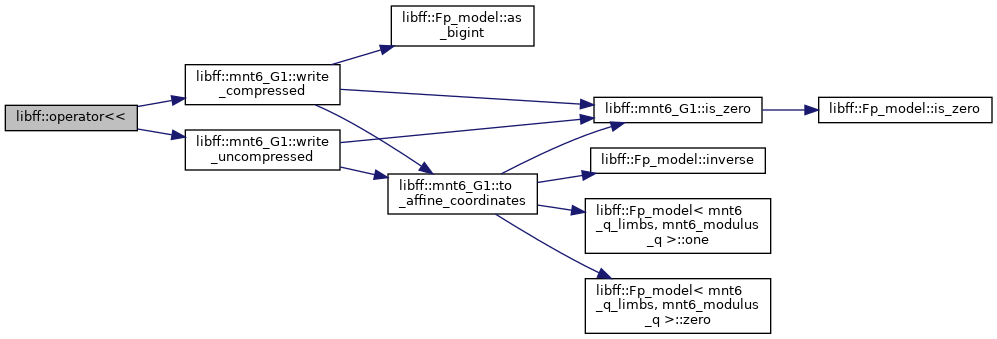 libff::operator<<
libff::mnt6_G1::write
_compressed
libff::mnt6_G1::write
_uncompressed
libff::Fp_model::as
_bigint
libff::mnt6_G1::to
_affine_coordinates
libff::mnt6_G1::is_zero
libff::Fp_model::inverse
libff::Fp_model< mnt6
_q_limbs, mnt6_modulus
_q >::one
libff::Fp_model< mnt6
_q_limbs, mnt6_modulus
_q >::zero
libff::Fp_model::is_zero